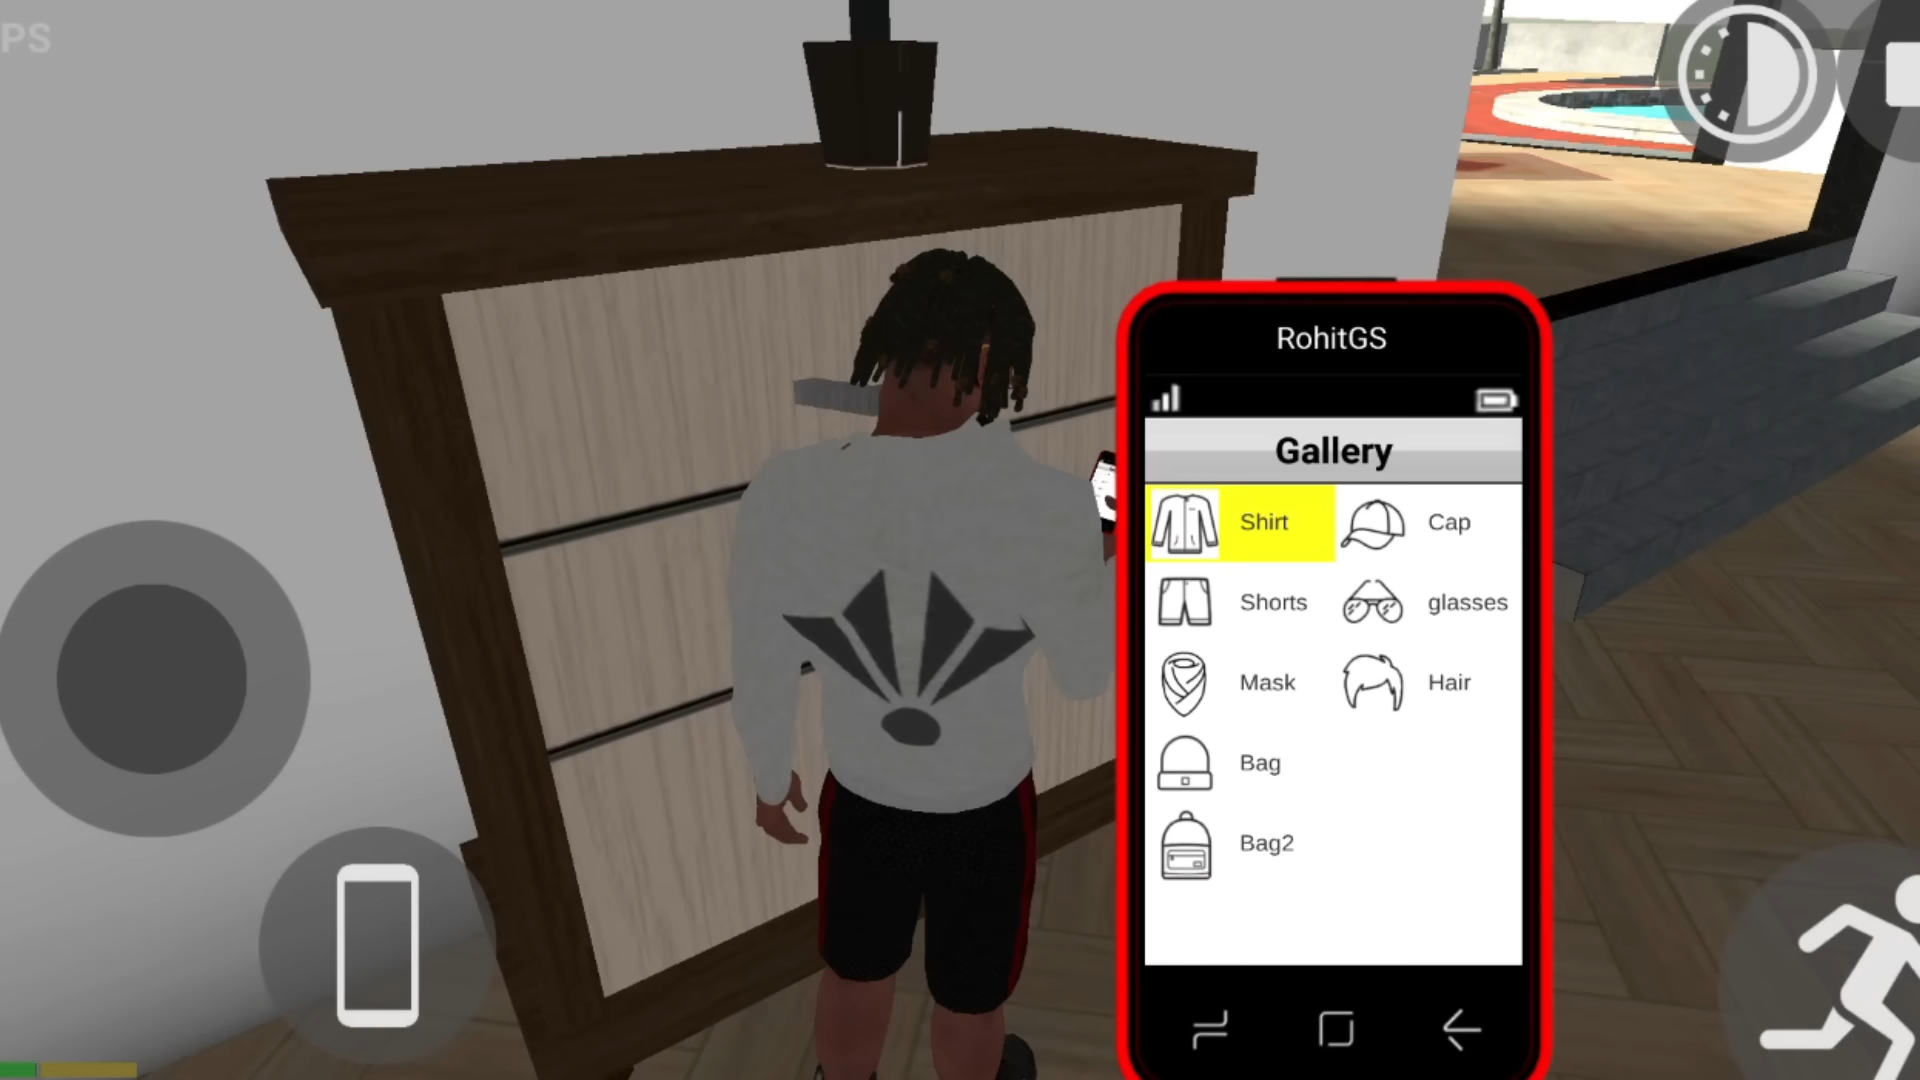 PS
RohitGS
Gallery
Shirt
Cap
Shorts
glasses
Mask
Hair
Bag
Bag2